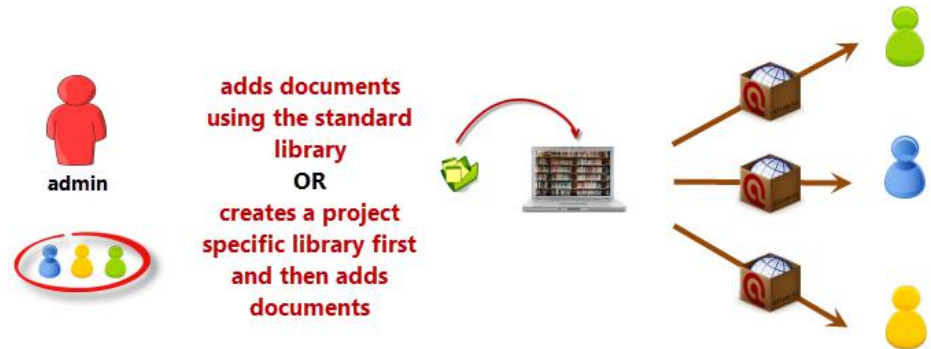 admin
adds documents
using the standard
library
OR
creates a project
specific library first
and then adds
documents
@
@
@